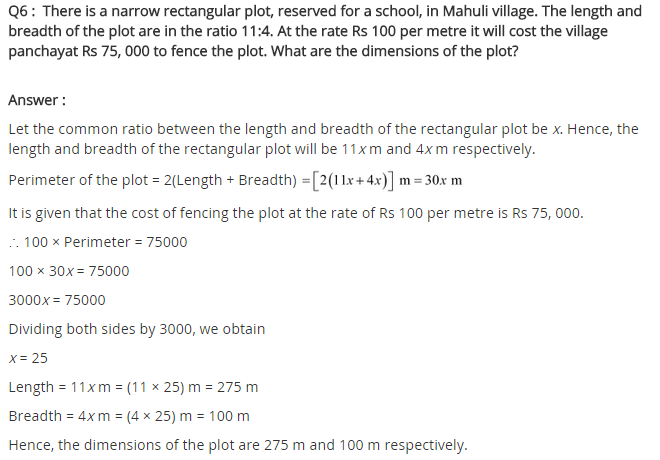 Q6 : There is a narrow rectangular plot, reserved for a school, in Mahuli village. The length and
breadth of the plot are in the ratio 11:4. At the rate Rs 100 per metre it will cost the village
panchayat Rs 75, 000 to fence the plot. What are the dimensions of the plot?
Answer :
Let the common ratio between the length and breadth of the rectangular plot be x. Hence, the
length and breadth of the rectangular plot will be 11x m and 4x m respectively.
Perimeter of the plot = 2(Length + Breadth) = [2(11x + 4x)] m = 30x m
It is given that the cost of fencing the plot at the rate of Rs 100 per metre is Rs 75, 000.
∴ 100 × Perimeter = 75000
100 × 30x = 75000
3000x = 75000
Dividing both sides by 3000, we obtain
x = 25
Length = 11x m = (11 × 25) m = 275 m
Breadth = 4x m = (4 × 25) m = 100 m
Hence, the dimensions of the plot are 275 m and 100 m respectively.